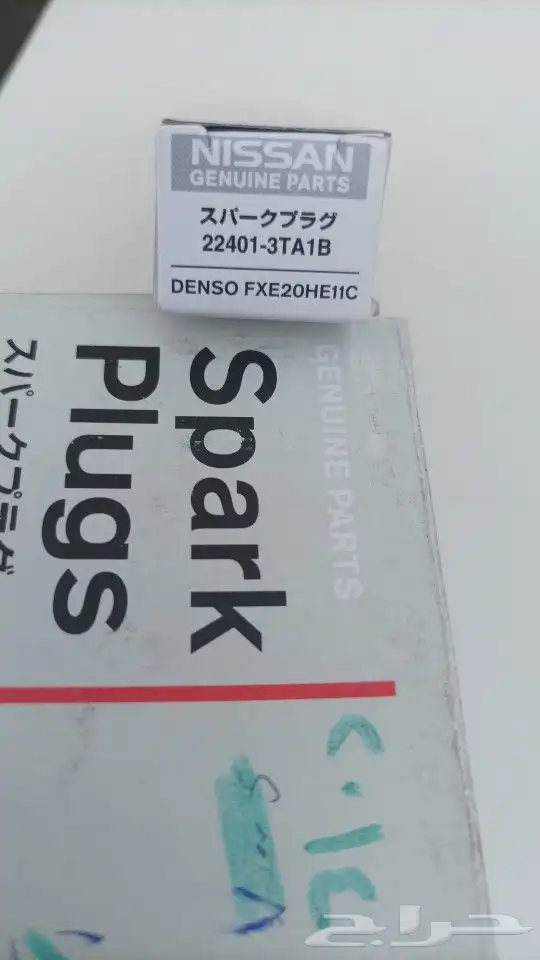 NISSAN
GENUINE PARTS
スパークプラグ
22401-3TA1B
DENSO FXE20HE11C
GENUINE PARTS
Spark
Plugs
スパークプラグ
حراج